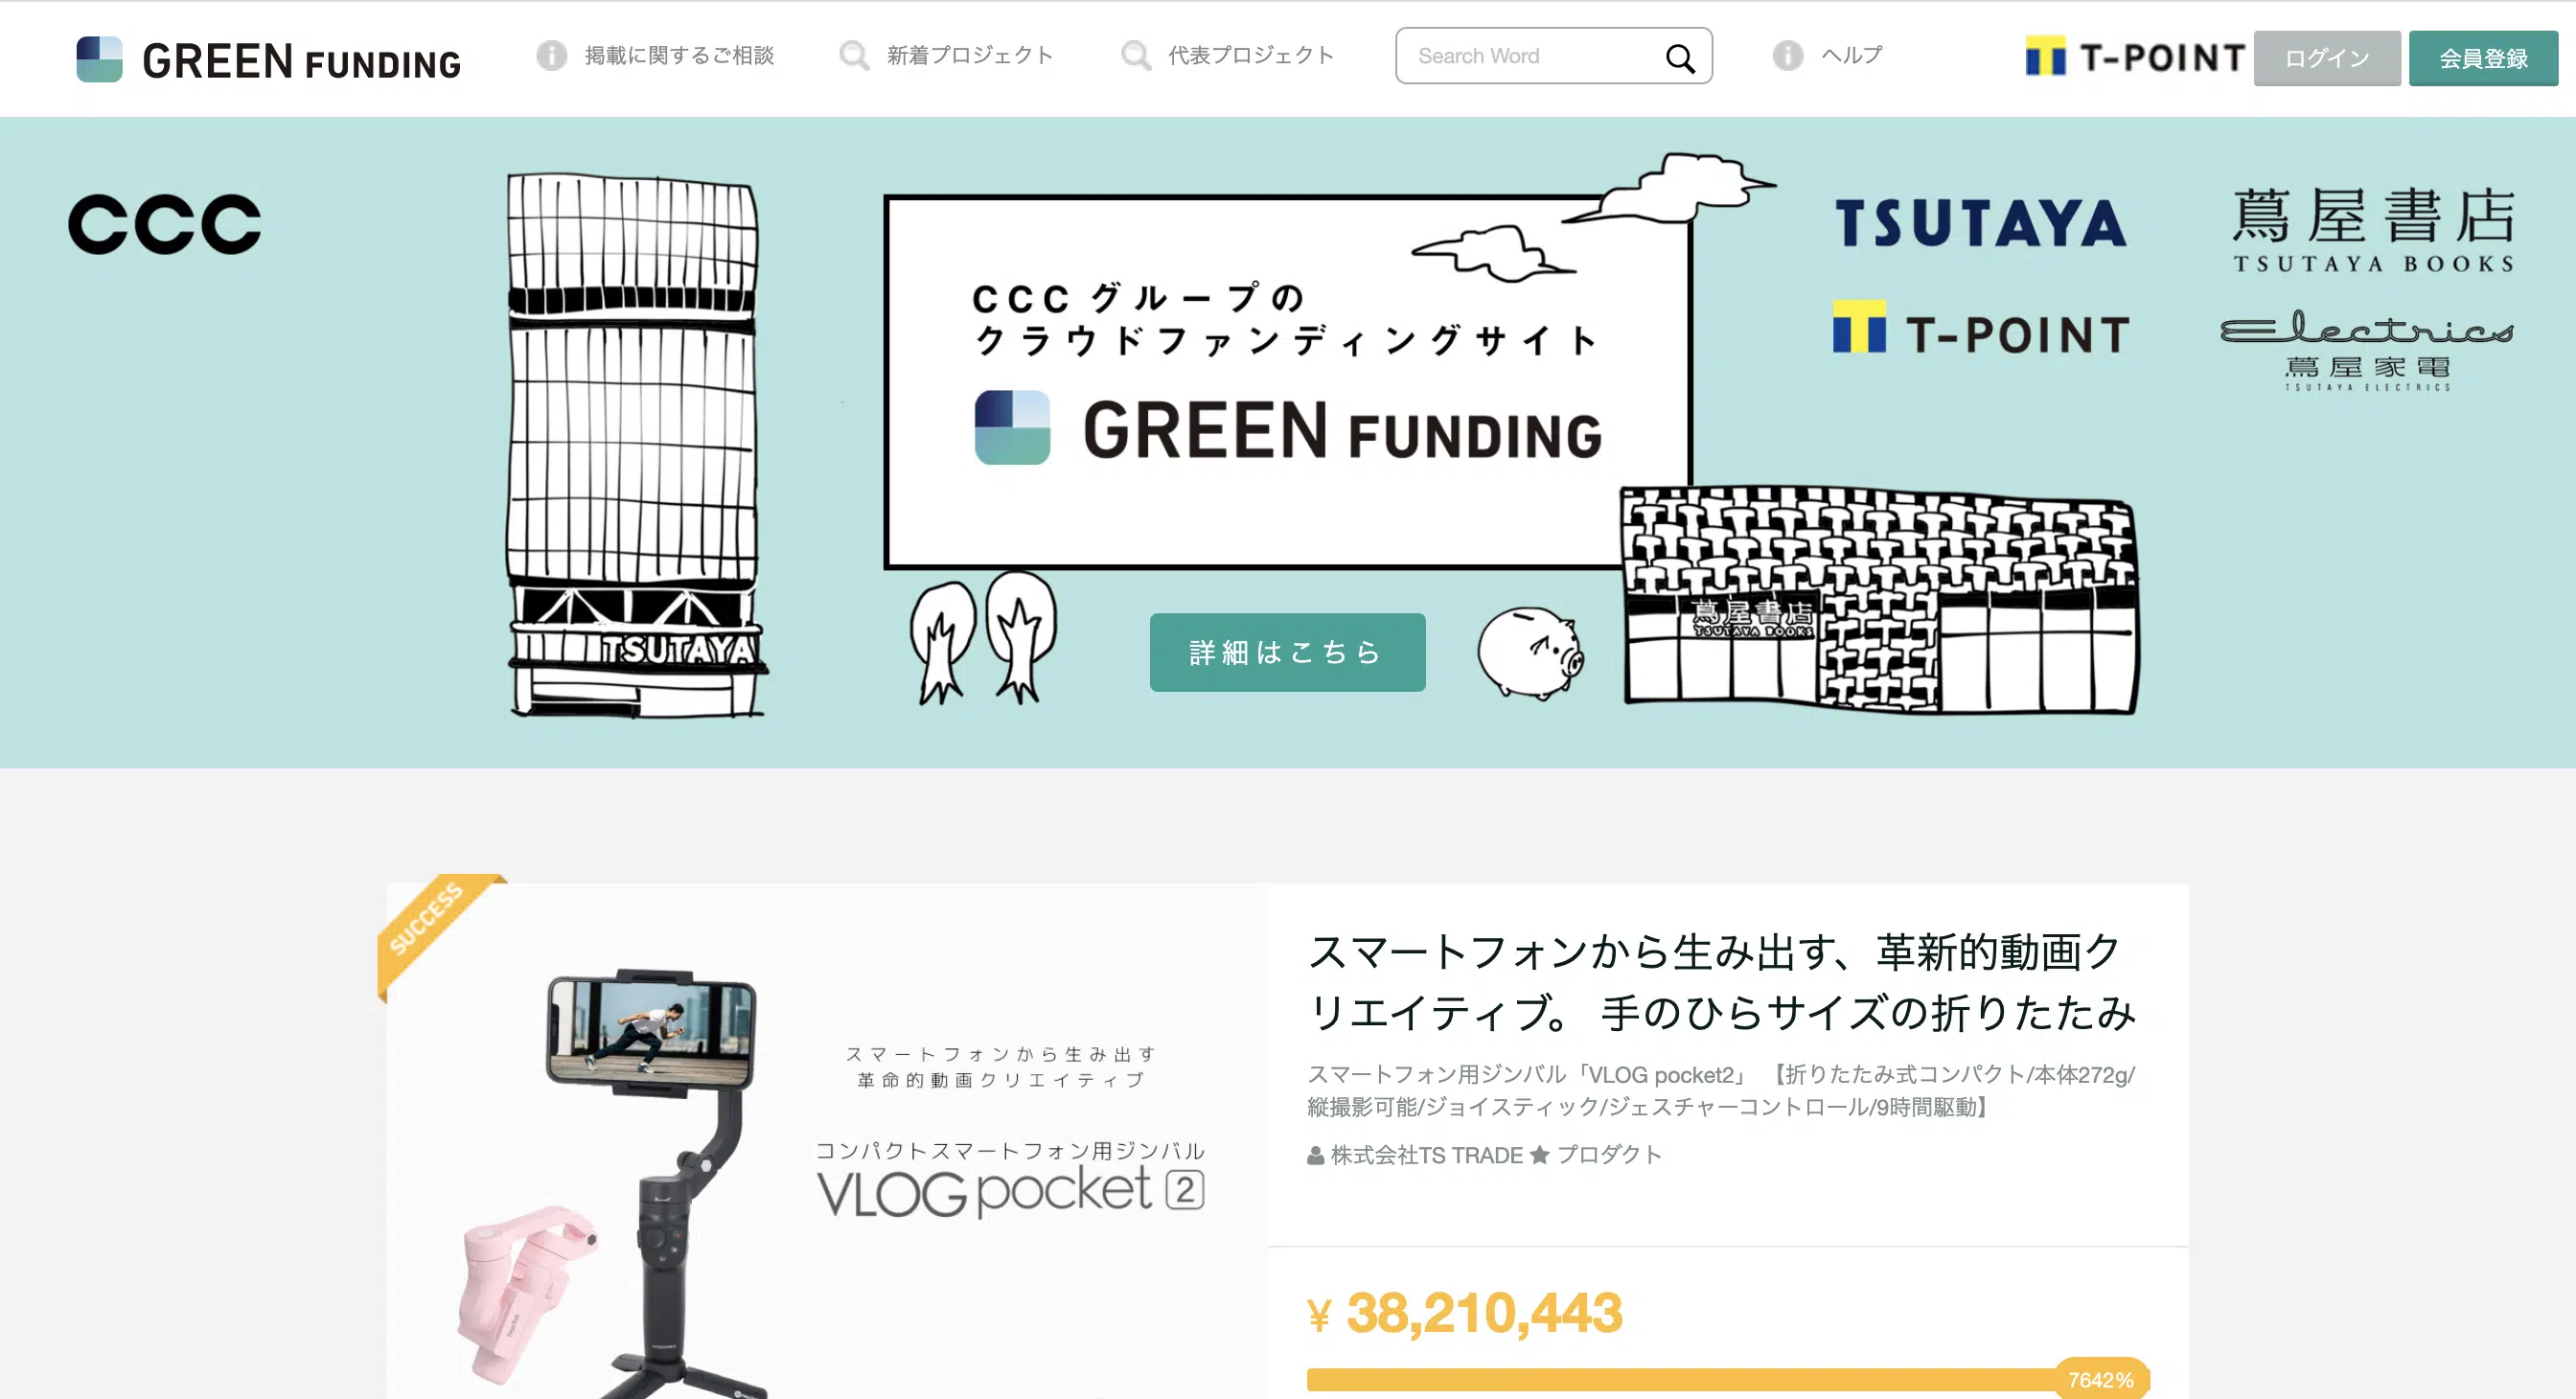 GREEN FUNDING
掲載に関するご相談
新着プロジェクト
代表プロジェクト
Search Word
ヘルプ
T-POINT
ログイン
会員登録
CCC
CCCグループの
クラウドファンディングサイト
GREEN FUNDING
TSUTAYA
蔦屋書店
TSUTAYA BOOKS
T-POINT
Electrics
蔦屋家電
TSUTAYA ELECTRICS
TSUTAYA
詳細はこちら
蔦屋書店
TSUTAYA BOOKS
SUCCESS
スマートフォンから生み出す
革命的動画クリエイティブ
コンパクトスマートフォン用ジンバル
VLOG pocket 2
スマートフォンから生み出す、革新的動画ク
リエイティブ。 手のひらサイズの折りたたみ
スマートフォン用ジンバル「VLOG pocket2」 【折りたたみ式コンパクト/本体272g/
縦撮影可能/ジョイスティック/ジェスチャーコントロール/9時間駆動】
株式会社TS TRADE ★ プロダクト
¥ 38,210,443
7642%